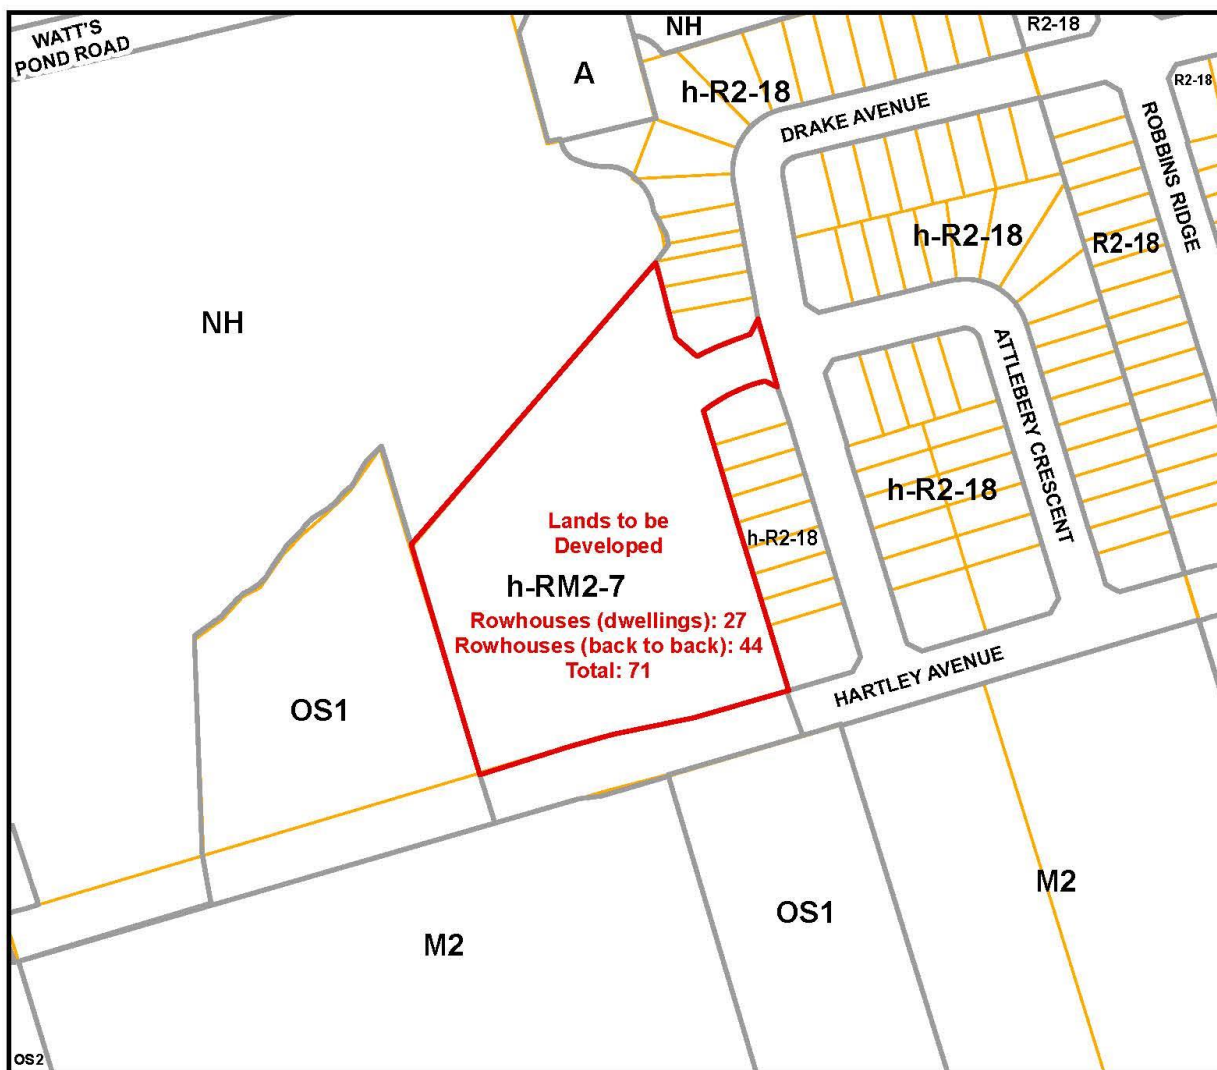 WATT'S
POND ROAD
NH
R2-18
A
h-R2-18
R2-18
DRAKE AVENUE
ROBBINS RIDGE
h-R2-18
R2-18
NH
ATTLEBERY CRESCENT
h-R2-18
Lands to be
Developed
h-R2-18
h-RM2-7
Rowhouses (dwellings): 27
Rowhouses (back to back): 44
Total: 71
HARTLEY AVENUE
OS1
M2
OS1
M2
OS2